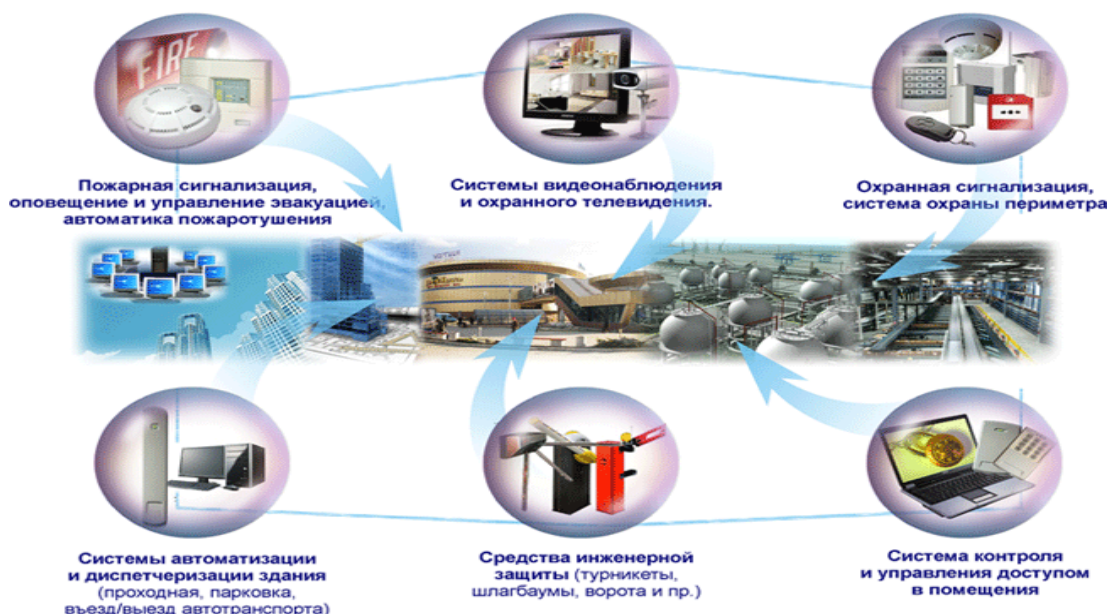 FIRE
Пожарная сигнализация,
оповещение и управление эвакуацией,
автоматика пожаротушения
Системы видеонаблюдения
и охранного телевидения.
Охранная сигнализация,
система охраны периметра
Системы автоматизации
и диспетчеризации здания
(проходная, парковка,
въезд/выезд автотранспорта)
Средства инженерной
защиты (турникеты,
шлагбаумы, ворота и пр.)
Система контроля
и управления доступом
в помещения